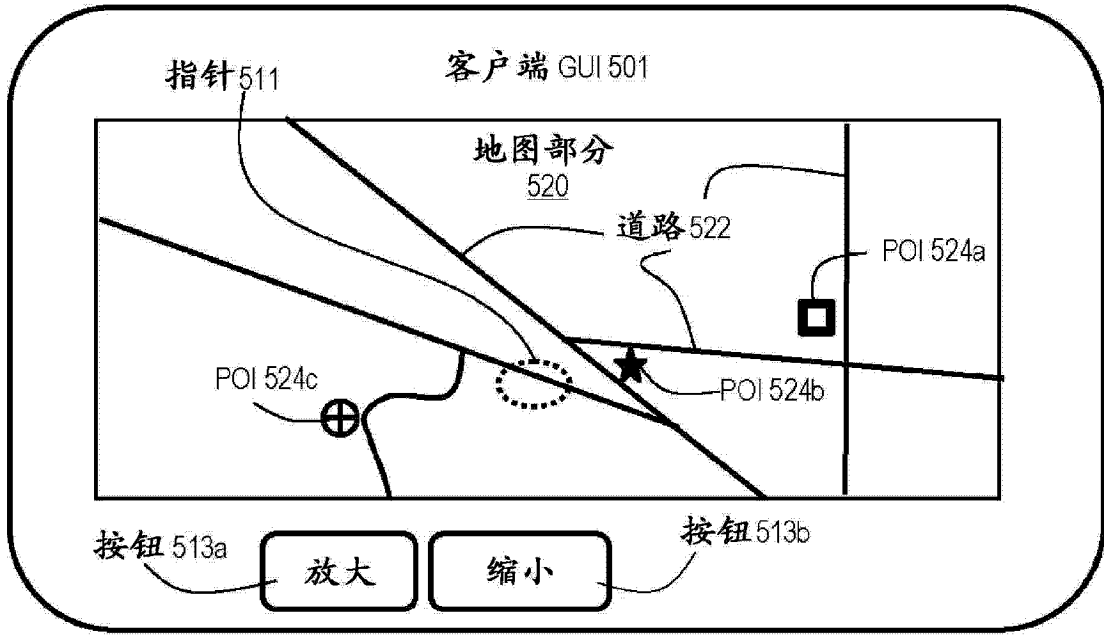 客户端 GUI 501
指针 511
地图部分
520
道路 522
POI 524a
POI 524c
POI 524b
按钮 513a
放大
缩小
按钮 513b